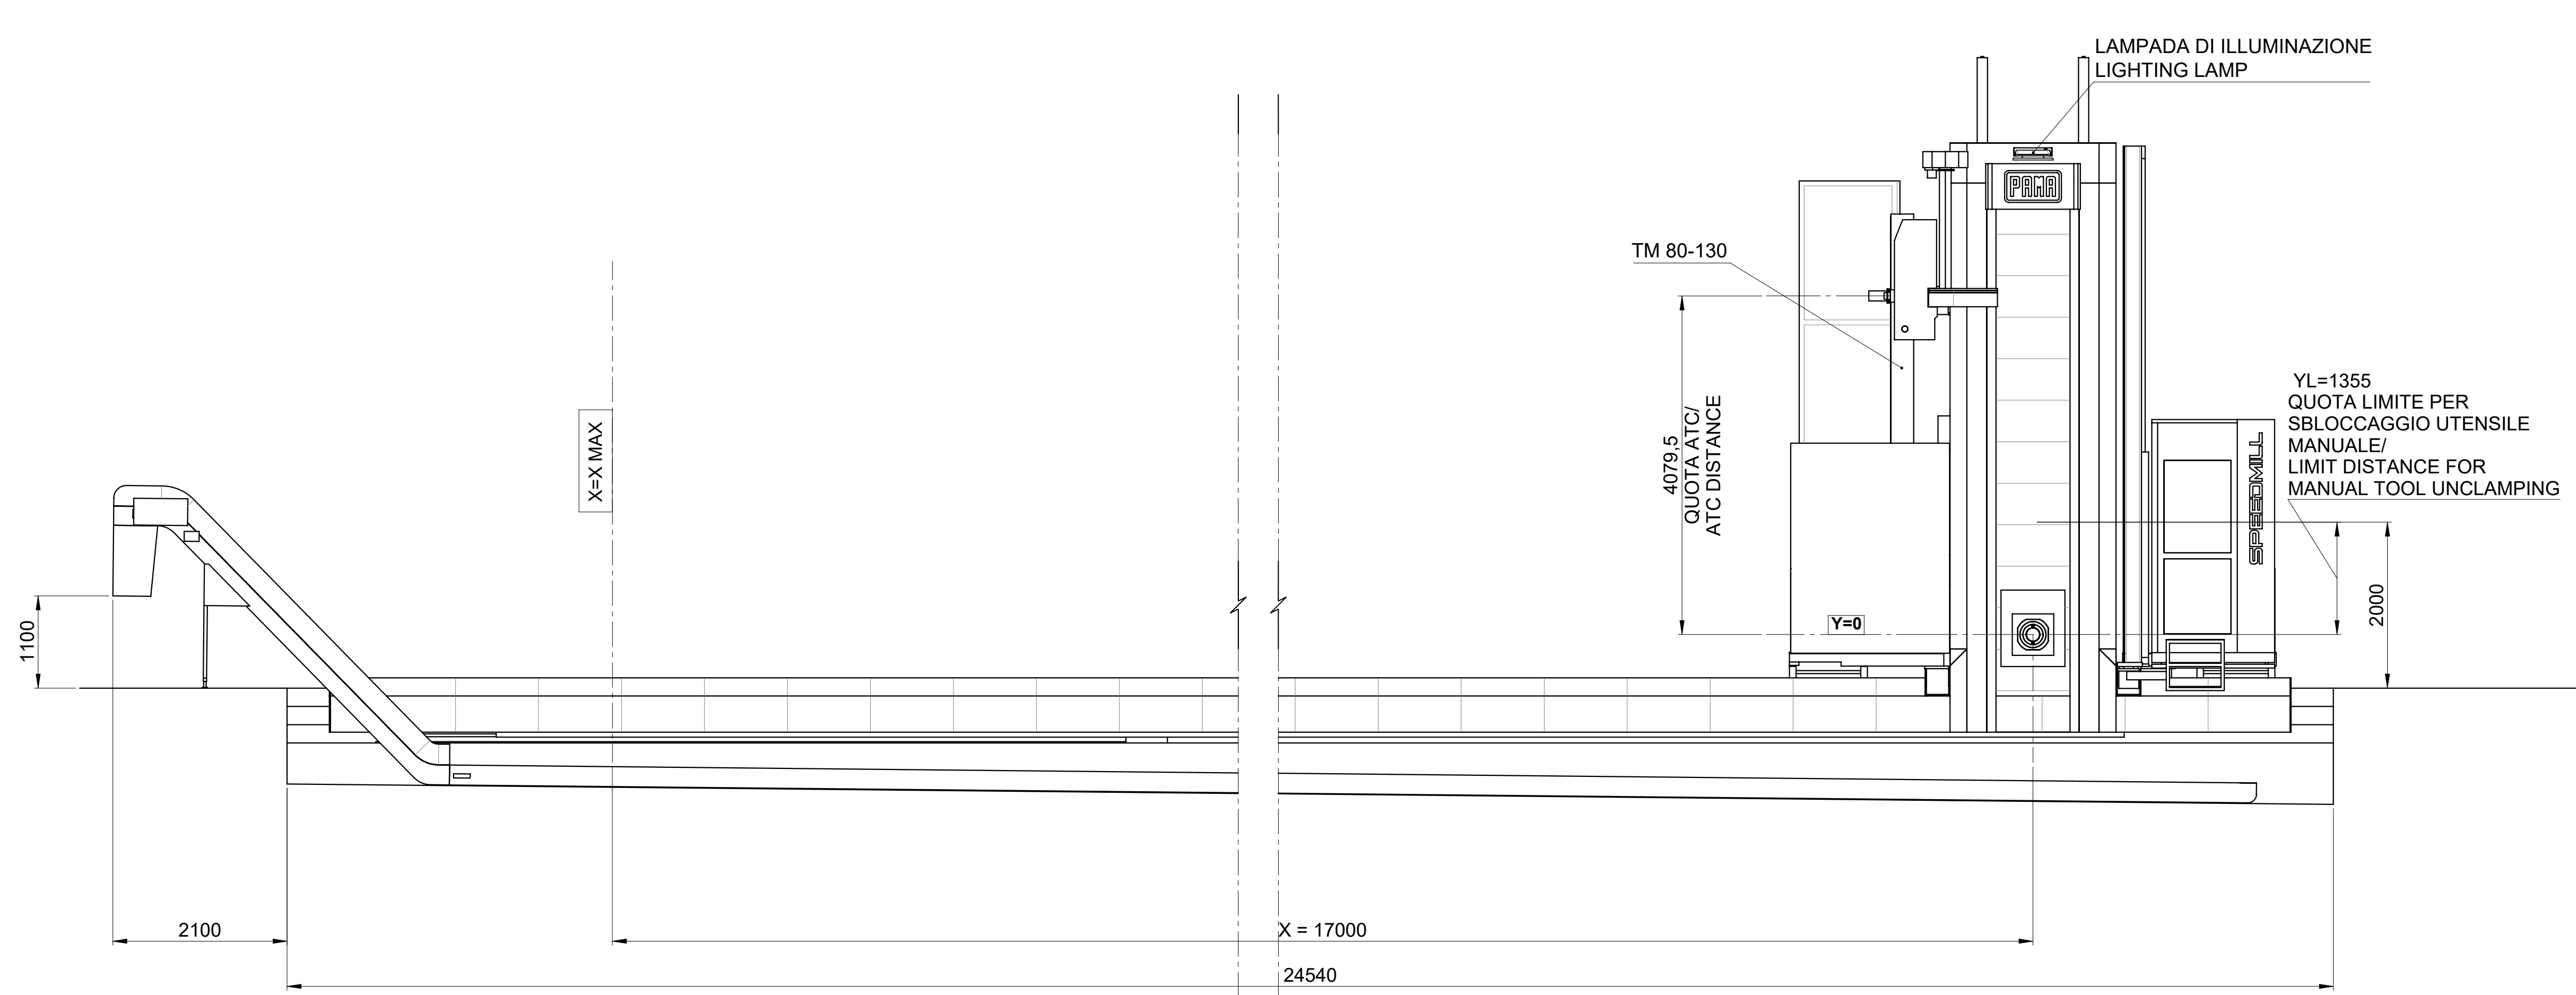 LAMPADA DI ILLUMINAZIONE
LIGHTING LAMP
PAMA
TM 80-130
X=X MAX
4079,5
QUOTA ATC/
ATC DISTANCE
YL=1355
QUOTA LIMITE PER
SBLOCCAGGIO UTENSILE
MANUALE/
LIMIT DISTANCE FOR
MANUAL TOOL UNCLAMPING
SPEEDMILL
2000
1100
Y=0
2100
X = 17000
24540